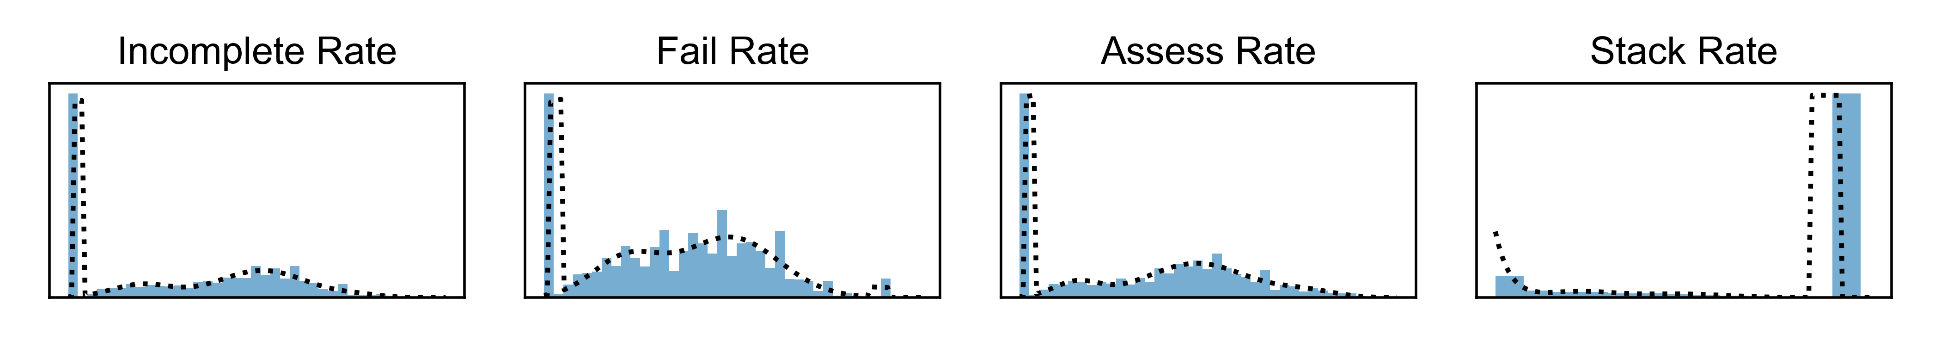 Incomplete Rate
Fail Rate
Assess Rate
Stack Rate